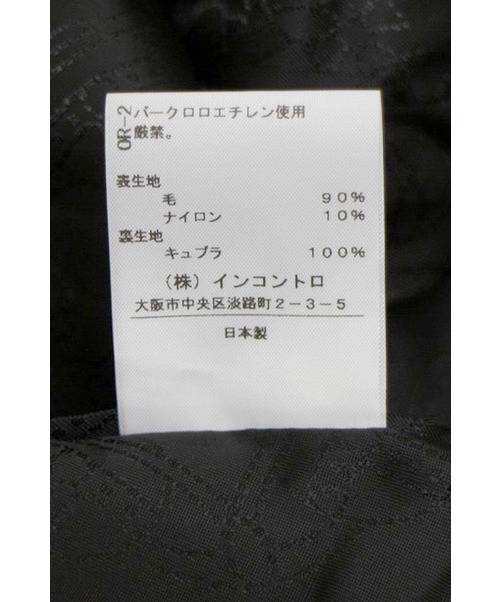 OR-2
パークロロエチレン使用
厳禁。
表生地
毛 90%
ナイロン 10%
裏生地
キュプラ 100%
(株) インコントロ
大阪市中央区淡路町2-3-5
日本製